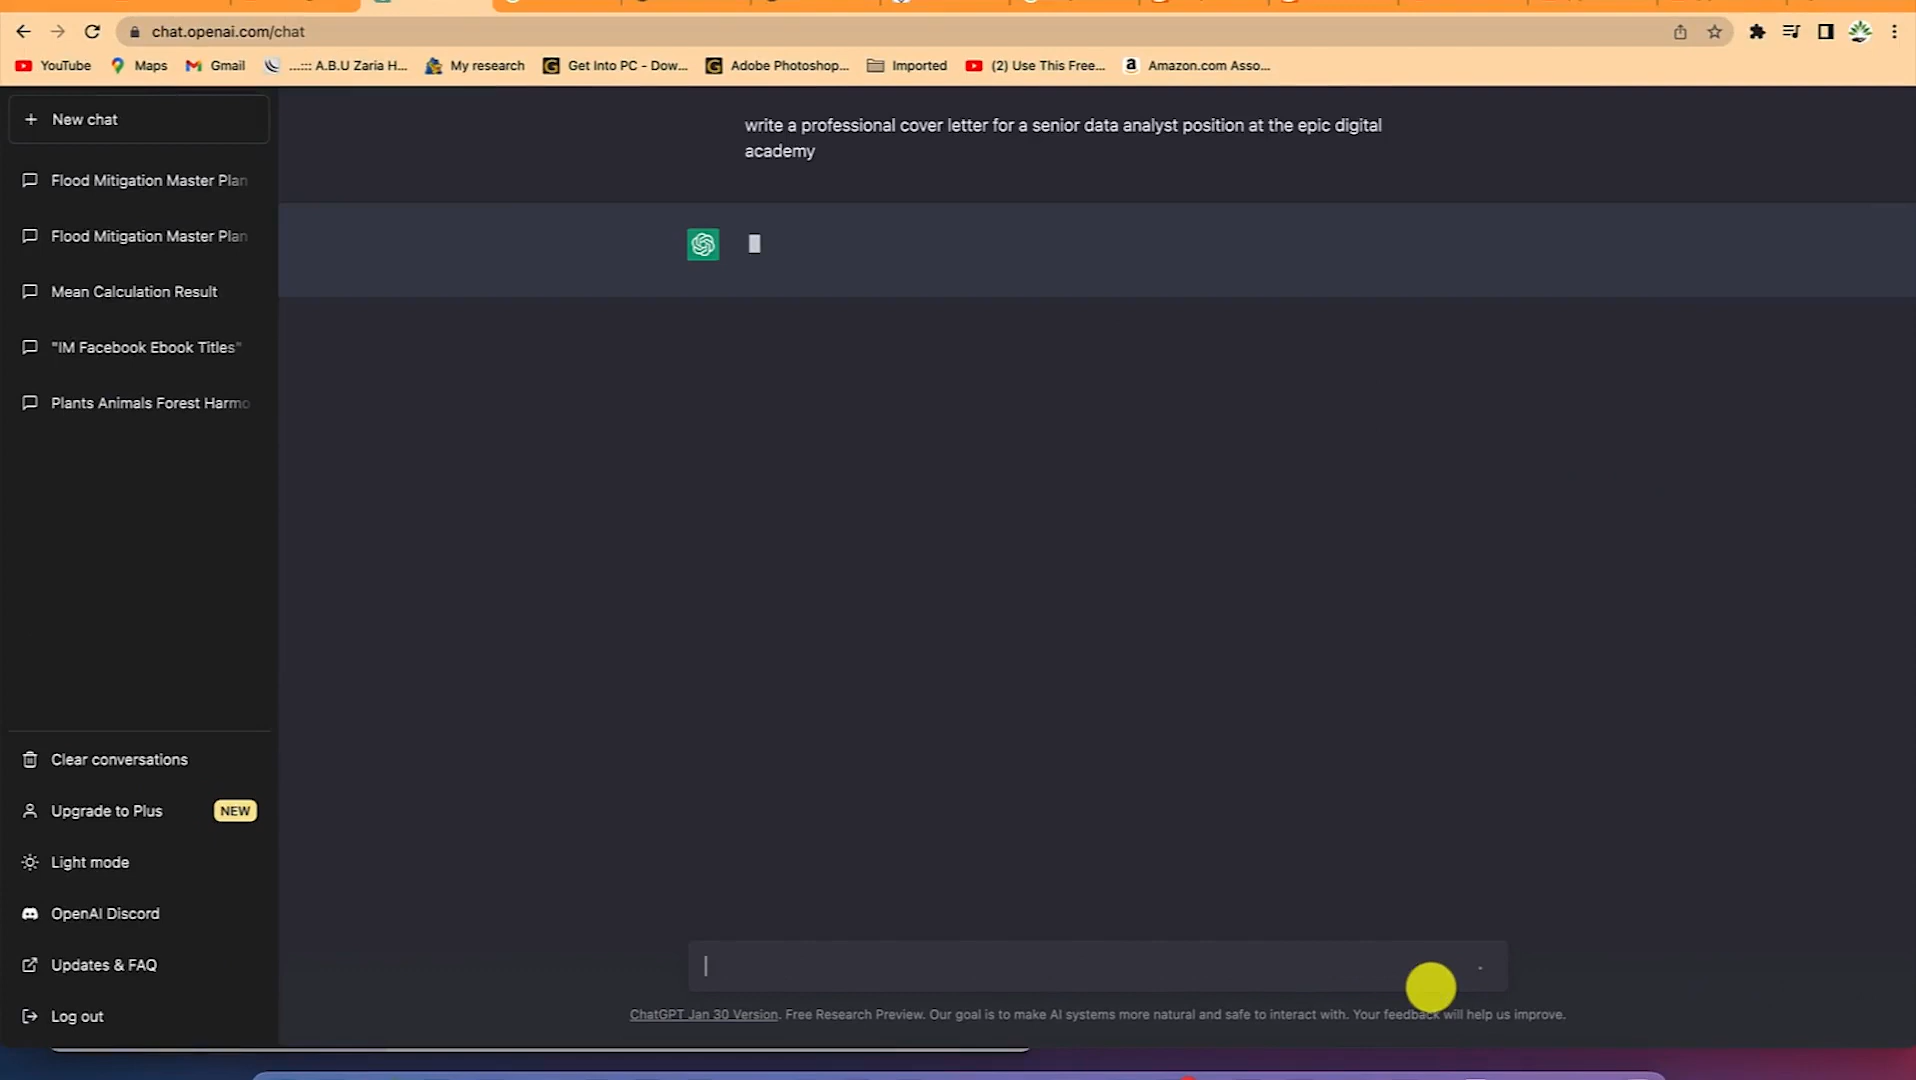 chat.openai.com/chat
YouTube Maps Gmail ...::: A.B.U Zaria H... My research Get Into PC - Dow... Adobe Photoshop... Imported (2) Use This Free... Amazon.com Asso...
New chat
Flood Mitigation Master Plan
Flood Mitigation Master Plan
Mean Calculation Result
"IM Facebook Ebook Titles"
Plants Animals Forest Harmo
Clear conversations
Upgrade to Plus NEW
Light mode
OpenAI Discord
Updates & FAQ
Log out
write a professional cover letter for a senior data analyst position at the epic digital
academy
ChatGPT Jan 30 Version. Free Research Preview. Our goal is to make AI systems more natural and safe to interact with. Your feedback will help us improve.